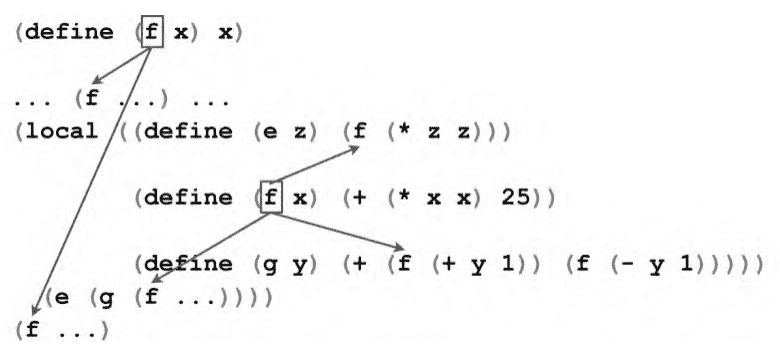 (define (f x) x)
... (f ...) ...
(local ((define (e z) (f (* z z)))
(define (f x) (+ (* x x) 25))
(define (g y) (+ (f (+ y 1)) (f (- y 1)))))
(e (g (f ...))))
(f ...)